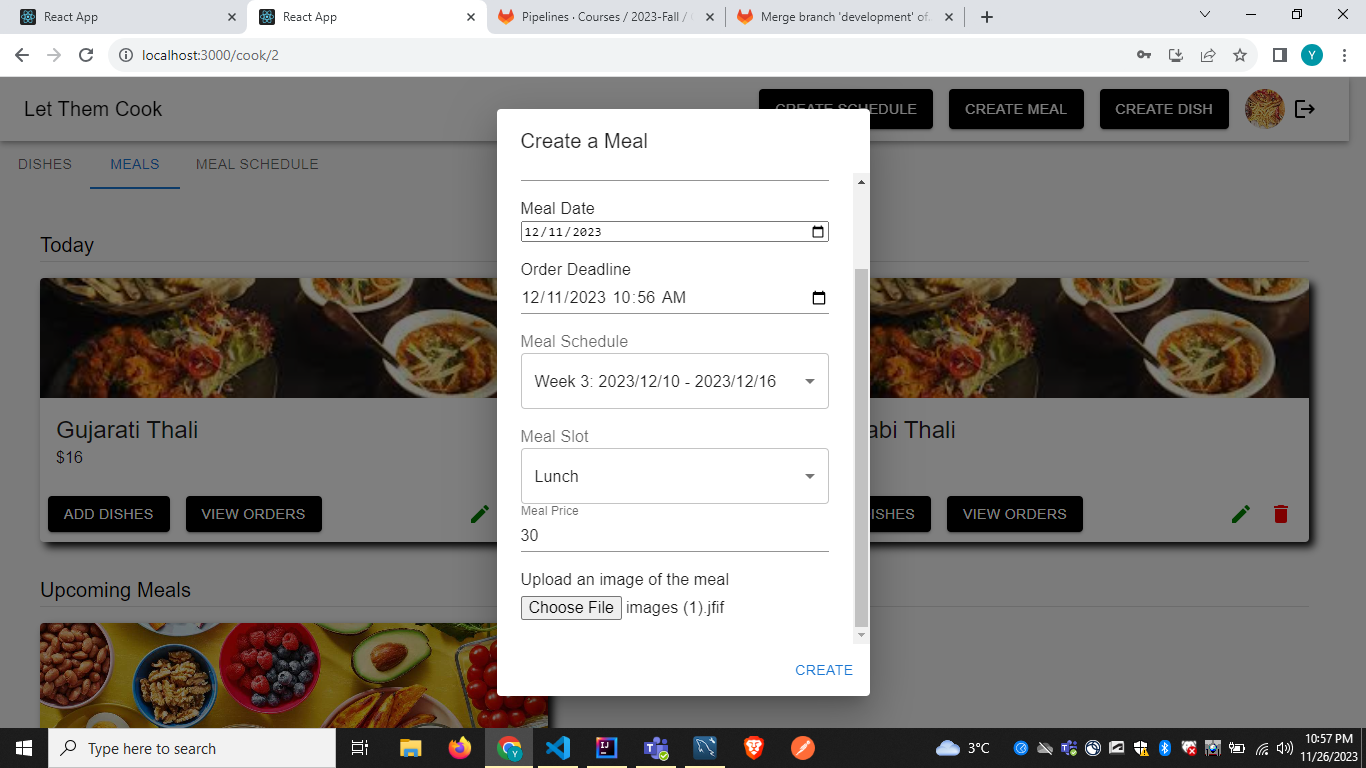 React App
React App
Pipelines · Courses / 2023-Fall /
Merge branch 'development' of
localhost:3000/cook/2
Y
Let Them Cook
CREATE SCHEDULE
CREATE MEAL
CREATE DISH
DISHES
MEALS
MEAL SCHEDULE
Today
Gujarati Thali
$16
ADD DISHES
VIEW ORDERS
abi Thali
ISHES
VIEW ORDERS
Upcoming Meals
Create a Meal
Meal Date
12/11/2023
Order Deadline
12/11/2023 10:56 AM
Meal Schedule
Week 3: 2023/12/10 - 2023/12/16
Meal Slot
Lunch
Meal Price
30
Upload an image of the meal
Choose File images (1).jfif
CREATE
Type here to search
3°C
10:57 PM
11/26/2023